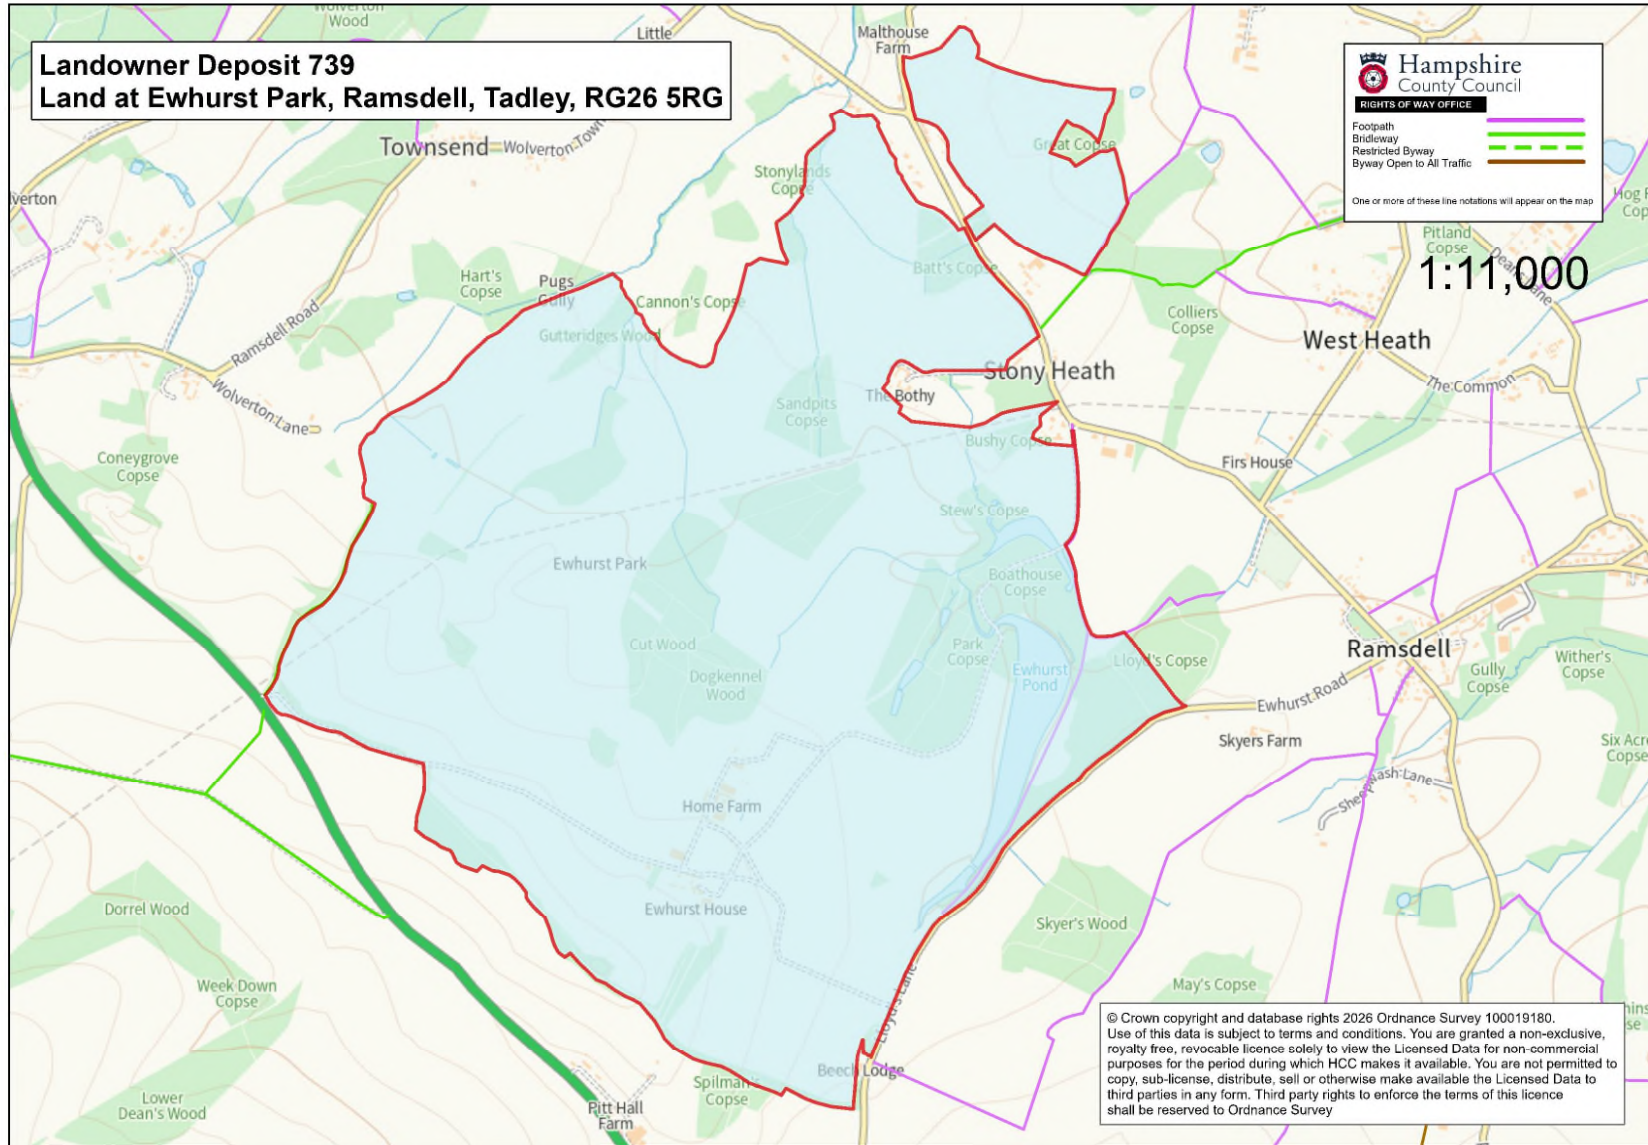 Landowner Deposit 739
Land at Ewhurst Park, Ramsdell, Tadley, RG26 5RG
Hampshire
County Council
RIGHTS OF WAY OFFICE
Footpath
Bridleway
Restricted Byway
Byway Open to All Traffic
One or more of these line notations will appear on the map
1:11,000
Wolverton
Wood
Little
Malthouse
Farm
Townsend
Wolverton-Town
Stonylands
Copse
Great Copse
verton
Hog
Cop
Pitland
Copse
Dean's Lane
Batt's Copse
Hart's
Copse
Pugs
Gully
Cannon's Copse
Gutteridges Wood
Colliers
Copse
West Heath
Ramsdell Road
Wolverton-Lane
Stony Heath
The Common
The Bothy
Sandpits
Copse
Bushy Copse
Coneygrove
Copse
Firs House
Stew's Copse
Ewhurst Park
Boathouse
Copse
Cut Wood
Park
Copse
Lloyd's Copse
Ramsdell
Wither's
Copse
Gully
Copse
Dogkennel
Wood
Ewhurst
Pond
Ewhurst Road
Skyers Farm
Six Acre
Copse
Sheepwash Lane
Home Farm
Dorrel Wood
Ewhurst House
Skyer's Wood
Week Down
Copse
Lloyd's Lane
May's Copse
Beech Lodge
Spilman's
Copse
Lower
Dean's Wood
Pitt Hall
Farm
© Crown copyright and database rights 2026 Ordnance Survey 100019180.
Use of this data is subject to terms and conditions. You are granted a non-exclusive,
royalty free, revocable licence solely to view the Licensed Data for non-commercial
purposes for the period during which HCC makes it available. You are not permitted to
copy, sub-license, distribute, sell or otherwise make available the Licensed Data to
third parties in any form. Third party rights to enforce the terms of this licence
shall be reserved to Ordnance Survey